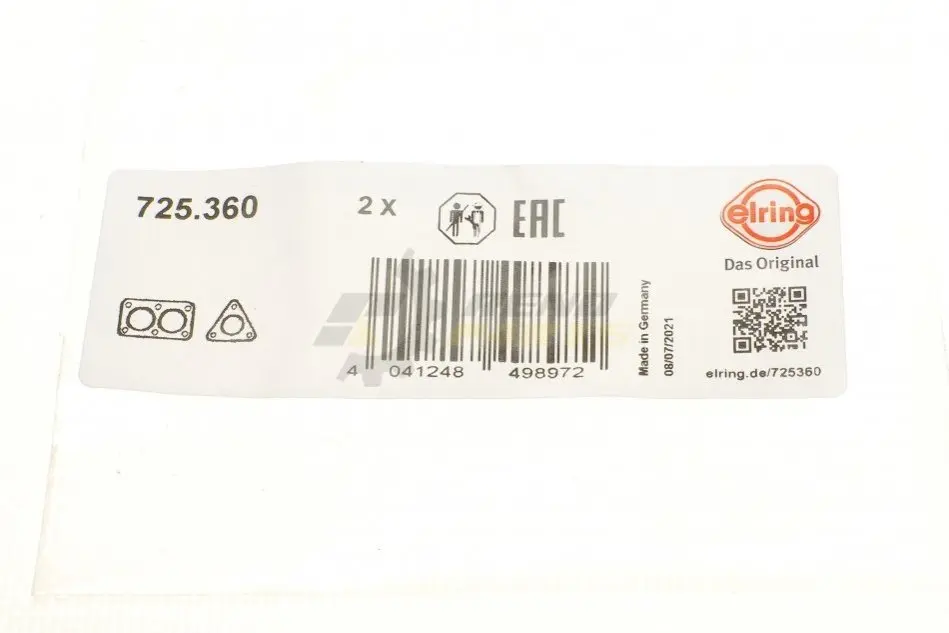 725.360
2 X
EAC
elring
Das Original
4 041248 498972
Made in Germany
08/07/2021
elring.de/725360